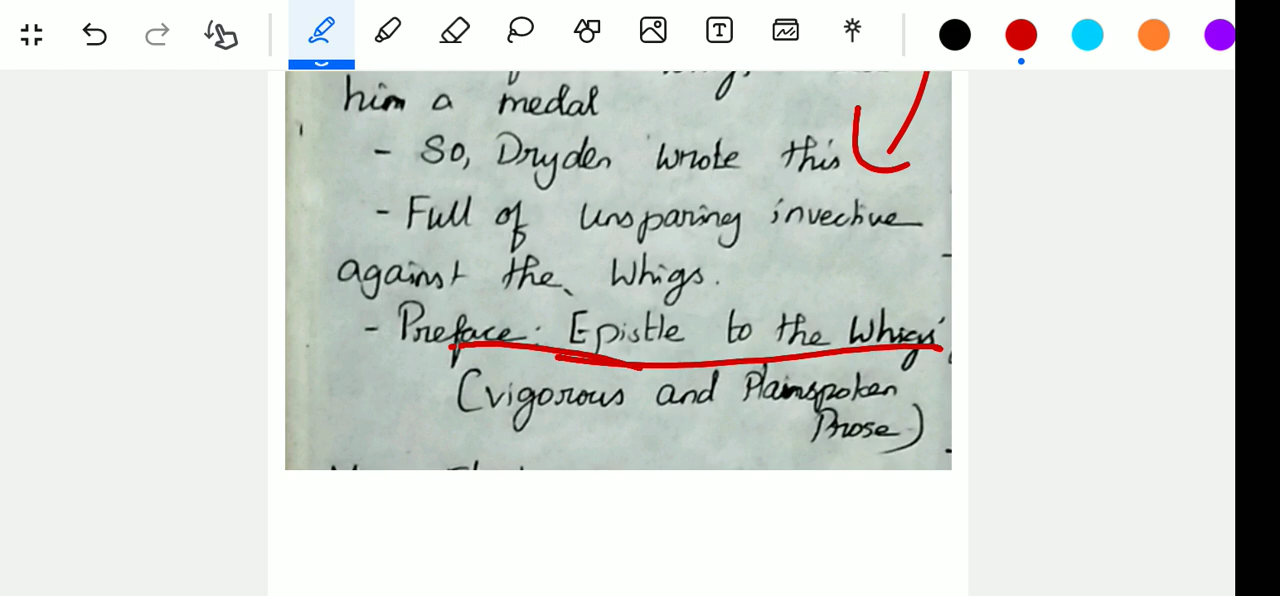 him a medal
- So, Dryden wrote this
- Full of unsparing invective
against the Whigs.
- Preface: 'Epistle to the Whigs'
(vigorous and Plainspoken
Prose)